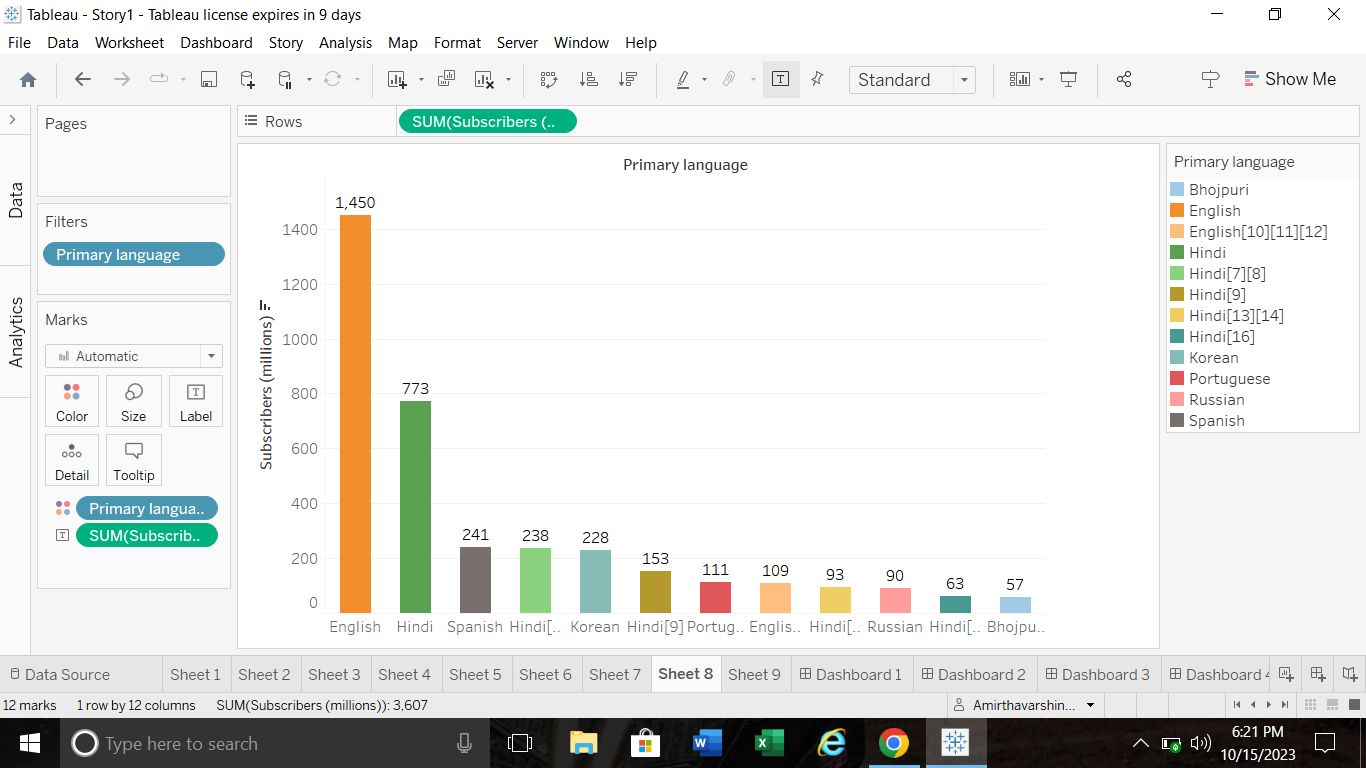 Tableau - Story1 - Tableau license expires in 9 days
File Data Worksheet Dashboard Story Analysis Map Format Server Window Help
Standard Show Me
Data
Analytics
Pages
Filters
Primary language
Marks
Automatic
Color Size Label
Detail Tooltip
Primary langua..
SUM(Subscrib..
Rows SUM(Subscribers (..
Primary language
Subscribers (millions)
1400
1200
1000
800
600
400
200
0
1,450
773
241
238
228
153
111
109
93
90
63
57
English Hindi Spanish Hindi[.. Korean Hindi[9] Portug.. Englis.. Hindi[.. Russian Hindi[.. Bhojpu..
Primary language
Bhojpuri
English
English[10][11][12]
Hindi
Hindi[7][8]
Hindi[9]
Hindi[13][14]
Hindi[16]
Korean
Portuguese
Russian
Spanish
Data Source Sheet 1 Sheet 2 Sheet 3 Sheet 4 Sheet 5 Sheet 6 Sheet 7 Sheet 8 Sheet 9 Dashboard 1 Dashboard 2 Dashboard 3 Dashboard 4
12 marks 1 row by 12 columns SUM(Subscribers (millions)): 3,607 Amirthavarshin...
Type here to search
6:21 PM
10/15/2023